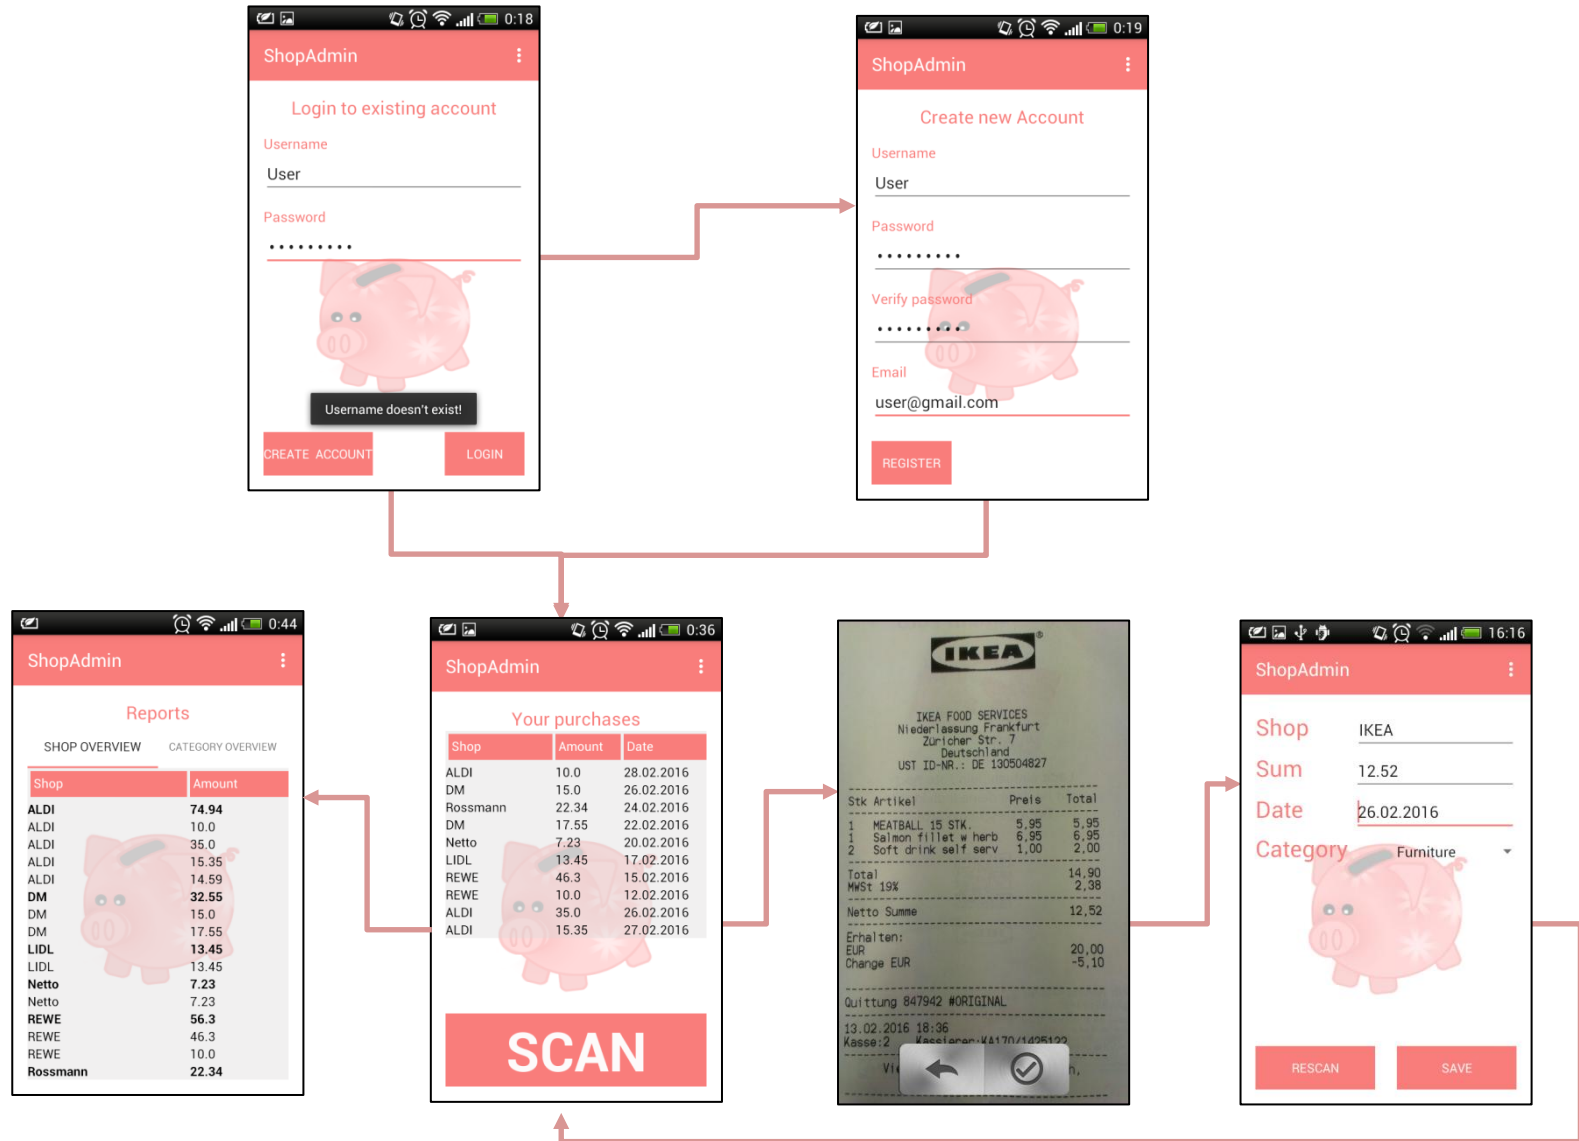 0:18
ShopAdmin
Login to existing account
Username
User
Password
Username doesn't exist!
CREATE ACCOUNT
LOGIN
0:19
ShopAdmin
Create new Account
Username
User
Password
Verify password
Email
user@gmail.com
REGISTER
0:44
ShopAdmin
Reports
SHOP OVERVIEW CATEGORY OVERVIEW
Shop Amount
ALDI 74.94
ALDI 10.0
ALDI 35.0
ALDI 15.35
ALDI 14.59
DM 32.55
DM 15.0
DM 17.55
LIDL 13.45
LIDL 13.45
Netto 7.23
Netto 7.23
REWE 56.3
REWE 46.3
REWE 10.0
Rossmann 22.34
0:36
ShopAdmin
Your purchases
Shop Amount Date
ALDI 10.0 28.02.2016
DM 15.0 26.02.2016
Rossmann 22.34 24.02.2016
DM 17.55 22.02.2016
Netto 7.23 20.02.2016
LIDL 13.45 17.02.2016
REWE 46.3 15.02.2016
REWE 10.0 12.02.2016
ALDI 35.0 26.02.2016
ALDI 15.35 27.02.2016
SCAN
IKEA
IKEA FOOD SERVICES
Niederlassung Frankfurt
Züricher Str. 7
Deutschland
UST ID-NR.: DE 130504827
Stk Artikel Preis Total
1 MEATBALL 15 STK. 5,95 5,95
1 Salmon fillet w herb 6,95 6,95
2 Soft drink self serv 1,00 2,00
Total 14,90
MWSt 19% 2,38
Netto Summe 12,52
Erhalten:
EUR 20,00
Change EUR -5,10
Quittung 847942 #ORIGINAL
13.02.2016 18:36
Kasse:2 Kassierer:KA170/1425122
16:16
ShopAdmin
Shop IKEA
Sum 12.52
Date 26.02.2016
Category Furniture
RESCAN
SAVE